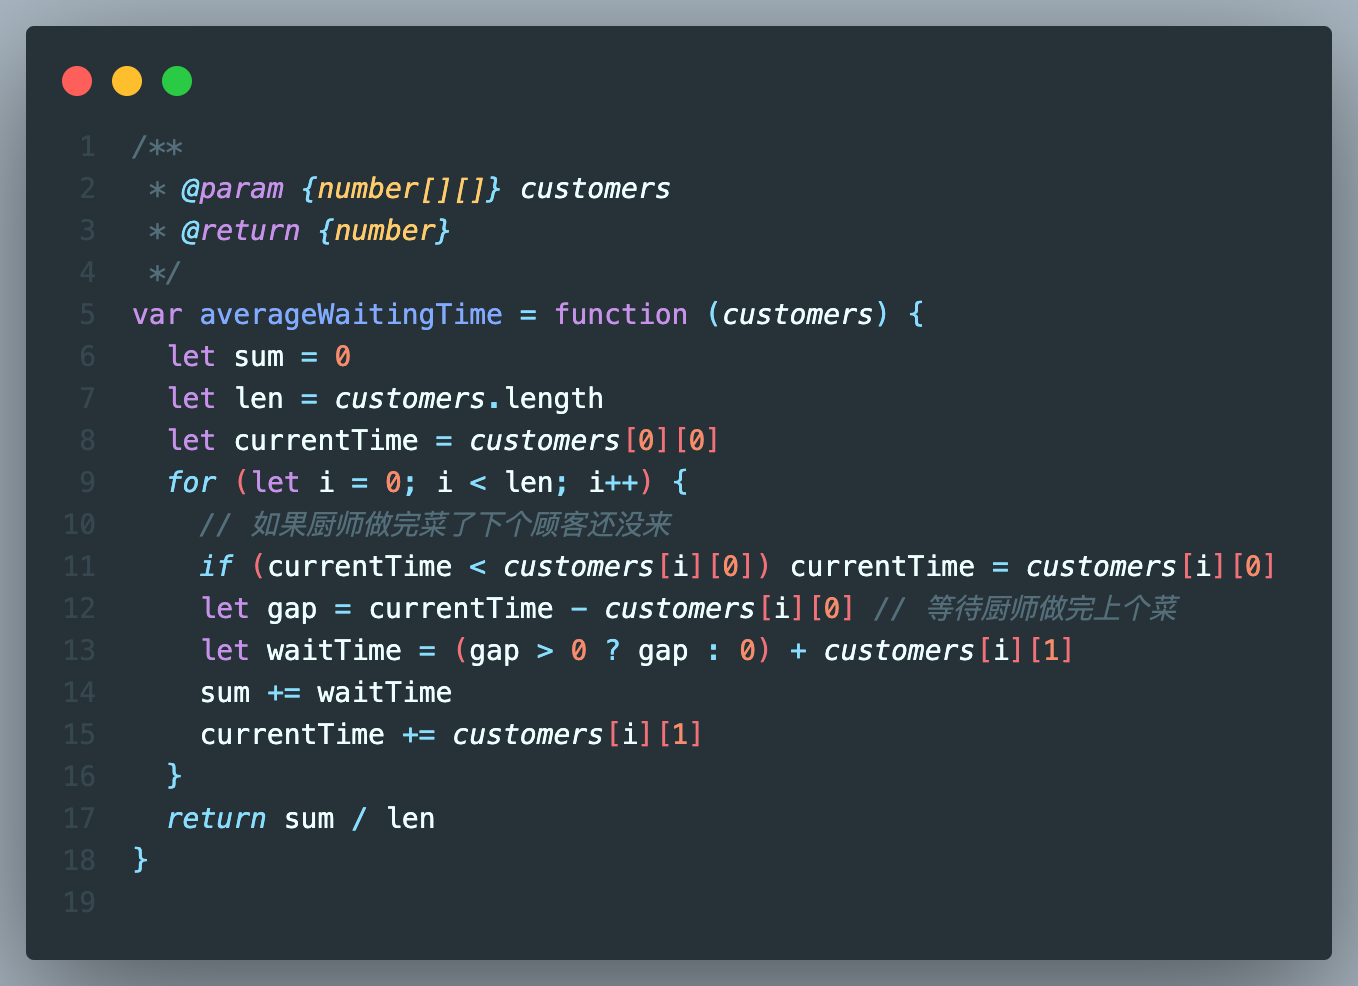 1 /**
2  * @param {number[][]} customers
3  * @return {number}
4  */
5 var averageWaitingTime = function (customers) {
6   let sum = 0
7   let len = customers.length
8   let currentTime = customers[0][0]
9   for (let i = 0; i < len; i++) {
10     // 如果厨师做完菜了下个顾客还没来
11     if (currentTime < customers[i][0]) currentTime = customers[i][0]
12     let gap = currentTime - customers[i][0] // 等待厨师做完上个菜
13     let waitTime = (gap > 0 ? gap : 0) + customers[i][1]
14     sum += waitTime
15     currentTime += customers[i][1]
16   }
17   return sum / len
18 }
19